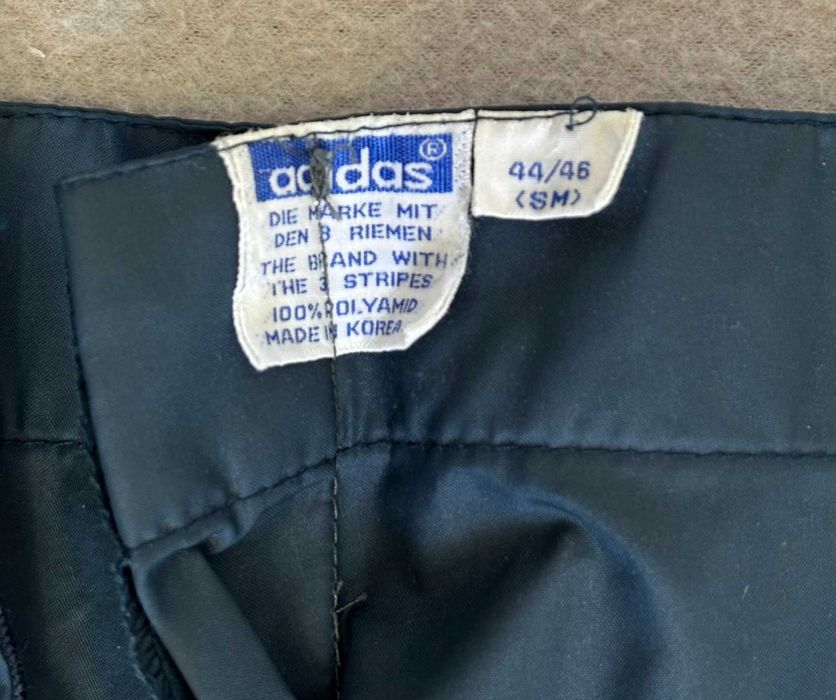 adidas®
DIE MARKE MIT
DEN 3 RIEMEN
THE BRAND WITH
THE 3 STRIPES
100% POLYAMID
MADE IN KOREA
44/46
(SM)